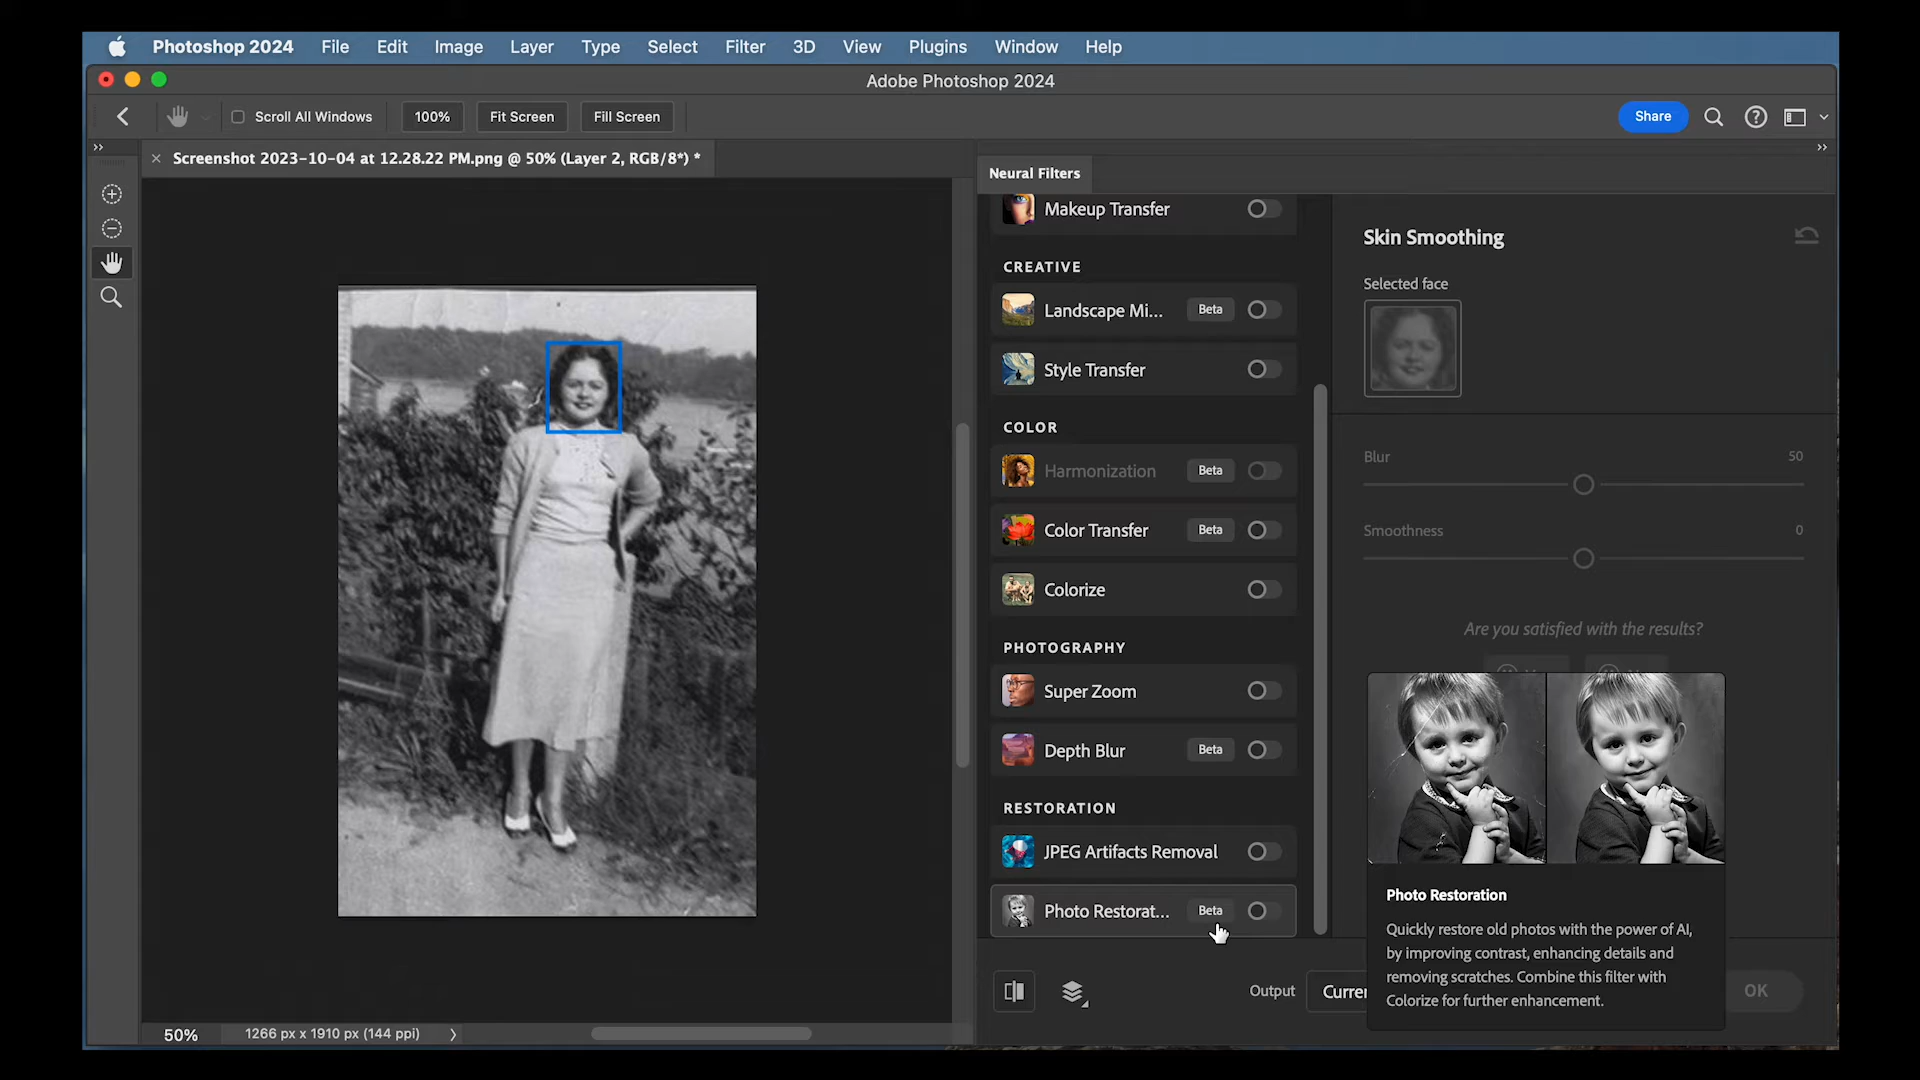 Photoshop 2024 File Edit Image Layer Type Select Filter 3D View Plugins Window Help
Adobe Photoshop 2024
Scroll All Windows 100% Fit Screen Fill Screen Share
Screenshot 2023-10-04 at 12.28.22 PM.png @ 50% (Layer 2, RGB/8*) *
Neural Filters
Makeup Transfer
CREATIVE
Landscape Mi... Beta
Style Transfer
COLOR
Harmonization Beta
Color Transfer Beta
Colorize
PHOTOGRAPHY
Super Zoom
Depth Blur Beta
RESTORATION
JPEG Artifacts Removal
Photo Restorat... Beta
Skin Smoothing
Selected face
Blur 50
Smoothness 0
Are you satisfied with the results?
Photo Restoration
Quickly restore old photos with the power of AI,
by improving contrast, enhancing details and
removing scratches. Combine this filter with
Colorize for further enhancement.
Output OK
50% 1266 px x 1910 px (144 ppi)